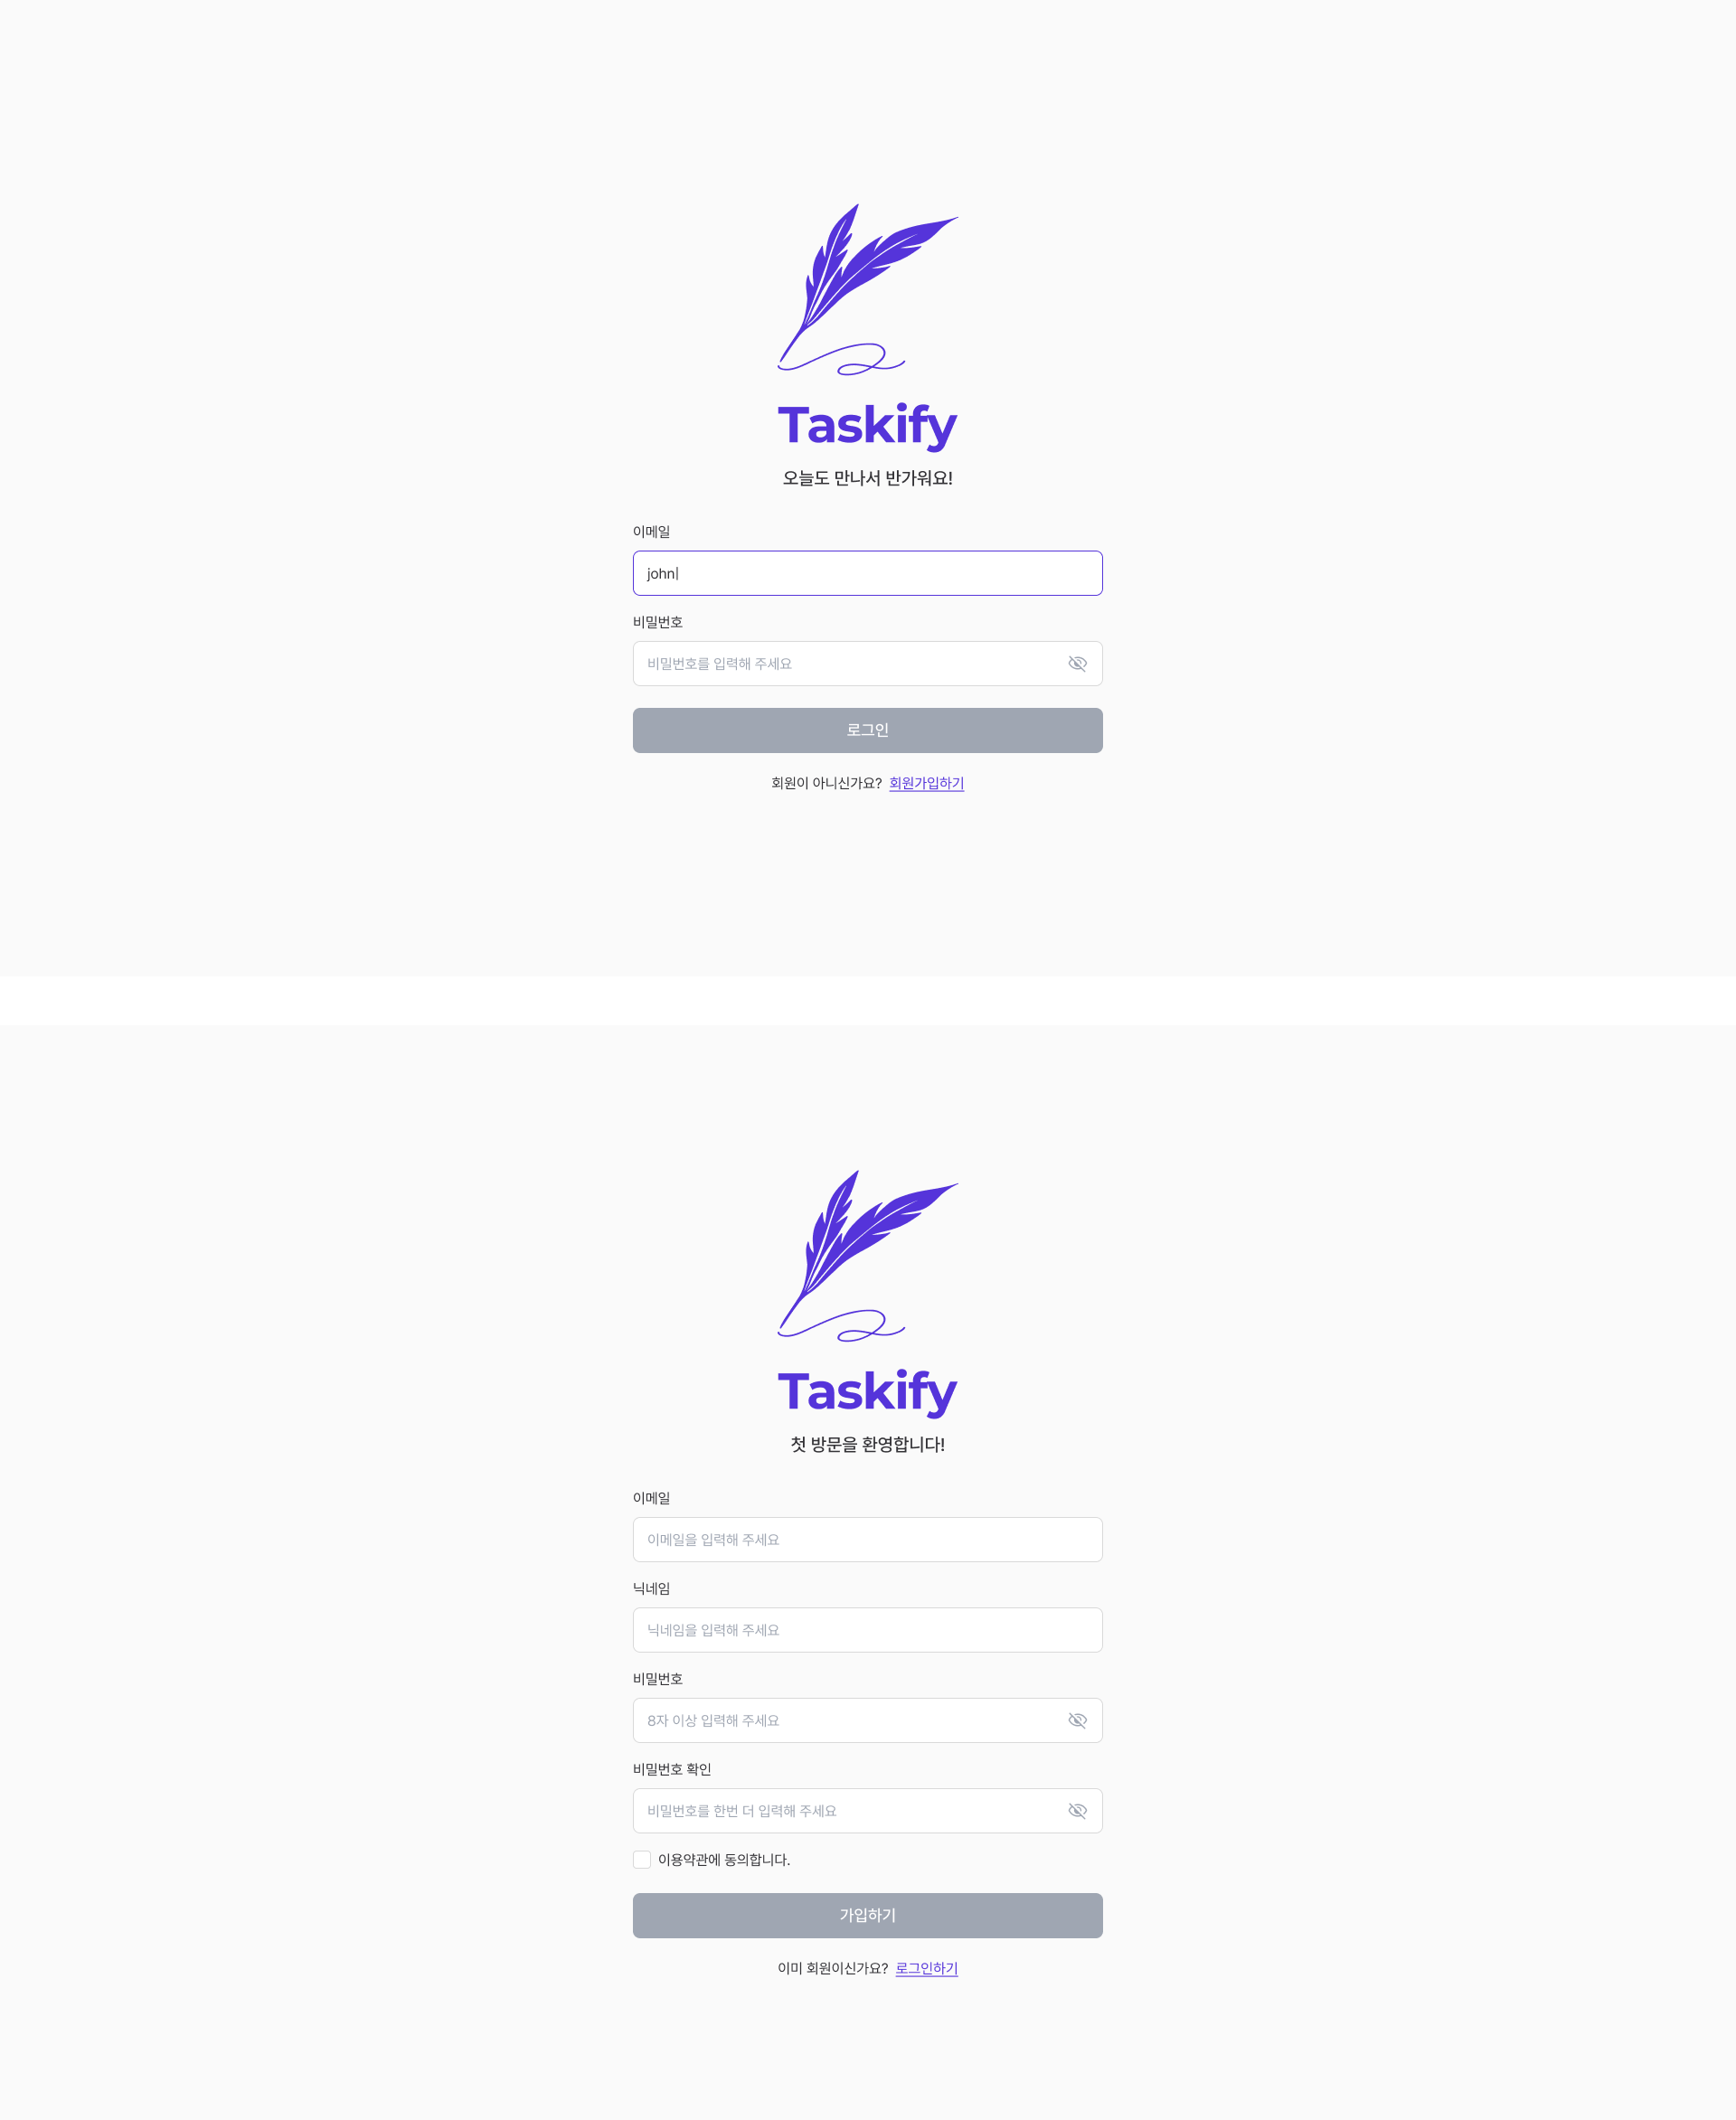 Taskify
오늘도 만나서 반가워요!
이메일
john
비밀번호
비밀번호를 입력해 주세요
로그인
회원이 아니신가요? 회원가입하기
Taskify
첫 방문을 환영합니다!
이메일
이메일을 입력해 주세요
닉네임
닉네임을 입력해 주세요
비밀번호
8자 이상 입력해 주세요
비밀번호 확인
비밀번호를 한번 더 입력해 주세요
이용약관에 동의합니다.
가입하기
이미 회원이신가요? 로그인하기